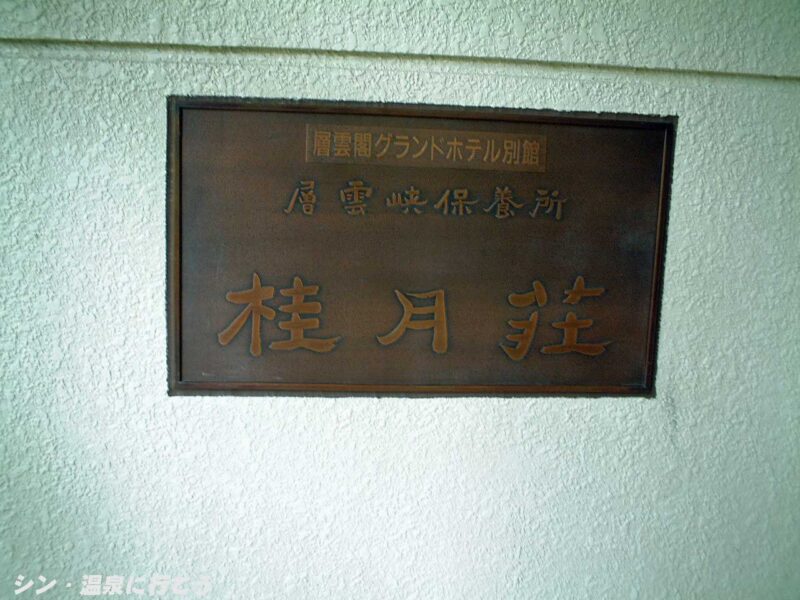 層雲閣グランドホテル別館
層雲峡保養所
桂月荘
シン・温泉に行こう